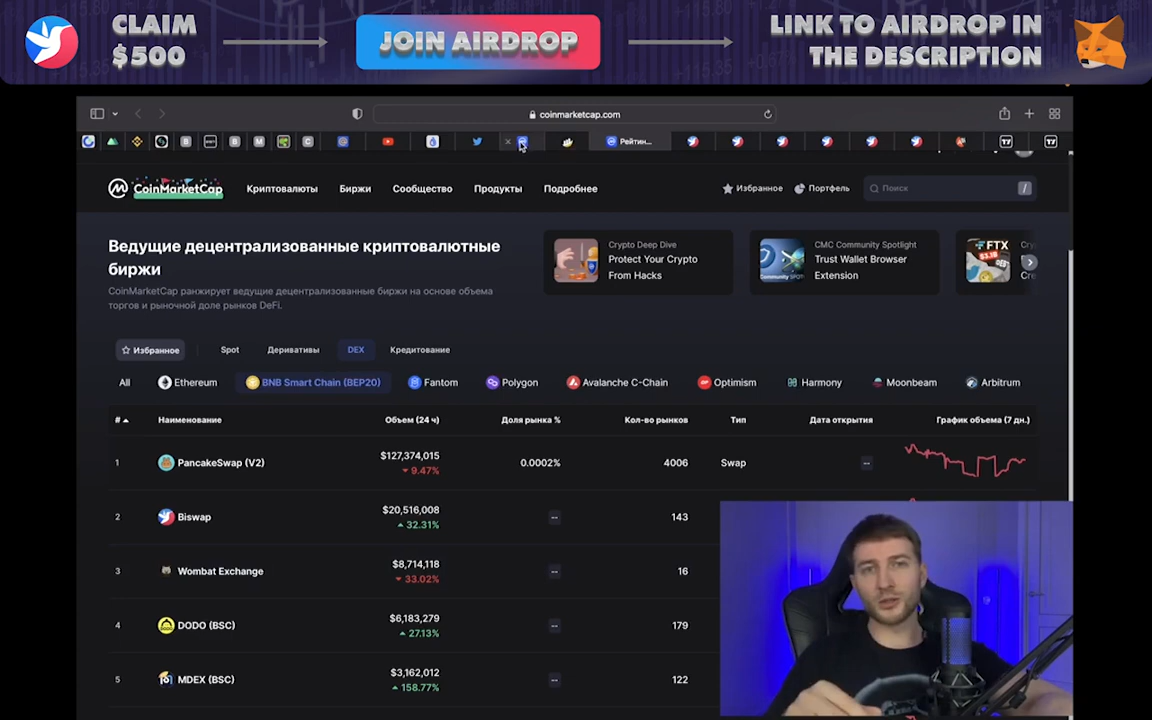 CLAIM
$500
JOIN AIRDROP
LINK TO AIRDROP IN
THE DESCRIPTION
coinmarketcap.com
Рейтин...
CoinMarketCap
Криптовалюты
Биржи
Сообщество
Продукты
Подробнее
Избранное
Портфель
Поиск
/
Ведущие децентрализованные криптовалютные
биржи
CoinMarketCap ранжирует ведущие децентрализованные биржи на основе объема
торгов и рыночной доле рынков DeFi.
Crypto Deep Dive
Protect Your Crypto
From Hacks
CMC Community Spotlight
Trust Wallet Browser
Extension
FTX
Избранное
Spot
Деривативы
DEX
Кредитование
All
Ethereum
BNB Smart Chain (BEP20)
Fantom
Polygon
Avalanche C-Chain
Optimism
Harmony
Moonbeam
Arbitrum
# Наименование Объем (24 ч) Доля рынка % Кол-во рынков Тип Дата открытия График объема (7 дн.)
1 PancakeSwap (V2) $127,374,015 0.0002% 4006 Swap --
9.47%
2 Biswap $20,516,008 -- 143
32.31%
3 Wombat Exchange $8,714,118 -- 16
33.02%
4 DODO (BSC) $6,183,279 -- 179
27.13%
5 MDEX (BSC) $3,162,012 -- 122
158.77%